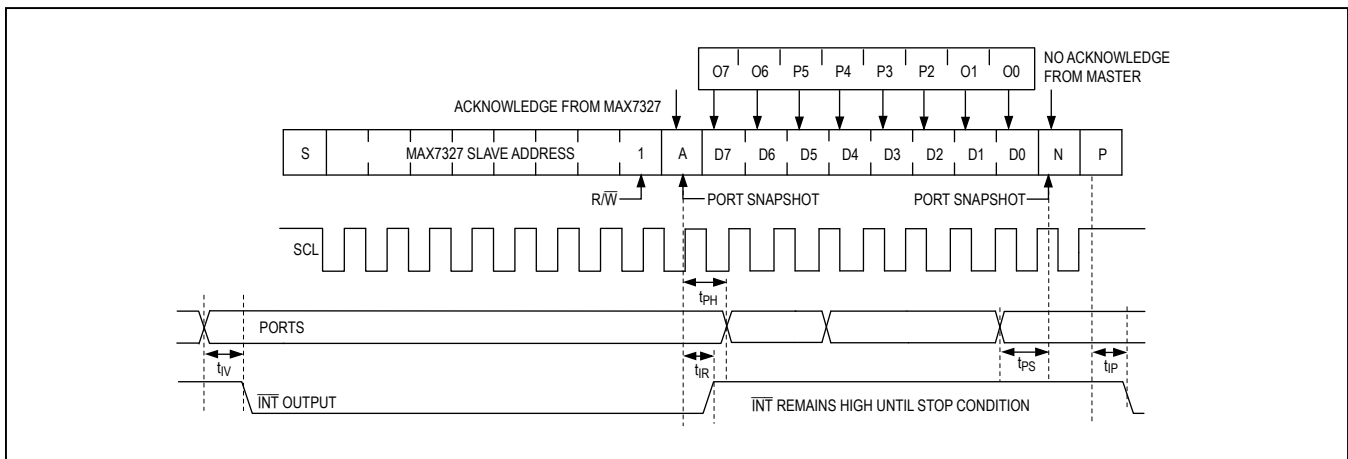 O7 O6 P5 P4 P3 P2 O1 O0
NO ACKNOWLEDGE
FROM MASTER
ACKNOWLEDGE FROM MAX7327
S MAX7327 SLAVE ADDRESS 1 A D7 D6 D5 D4 D3 D2 D1 D0 N P
R/W̅ PORT SNAPSHOT PORT SNAPSHOT
SCL
tPH
PORTS
tIV tIR tPS tIP
I̅N̅T̅ OUTPUT I̅N̅T̅ REMAINS HIGH UNTIL STOP CONDITION